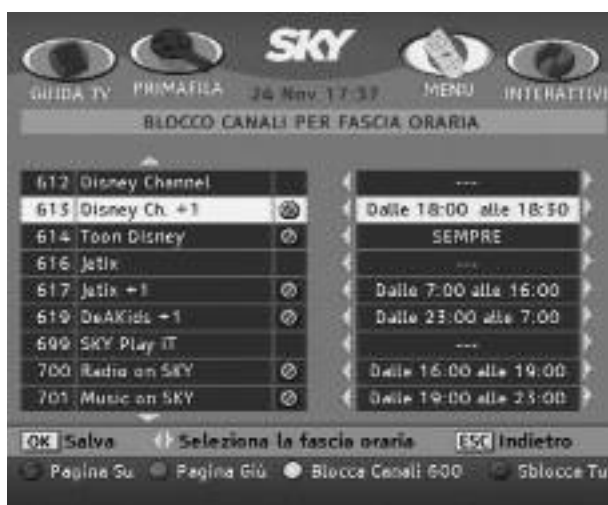 SKY
GUIDA TV PRIMAFILA 24 Nov 17:37 MENU INTERATTIVI
BLOCCO CANALI PER FASCIA ORARIA
612 Disney Channel ---
613 Disney Ch. +1 Dalle 18:00 alle 18:30
614 Toon Disney SEMPRE
616 Jetix ---
617 Jetix +1 Dalle 7:00 alle 16:00
619 DeAKids +1 Dalle 23:00 alle 7:00
699 SKY Play IT ---
700 Radio on SKY Dalle 16:00 alle 19:00
701 Music on SKY Dalle 19:00 alle 23:00
OK Salva Seleziona la fascia oraria ESC Indietro
Pagina Su Pagina Giù Blocca Canali 600 Sblocca Tu